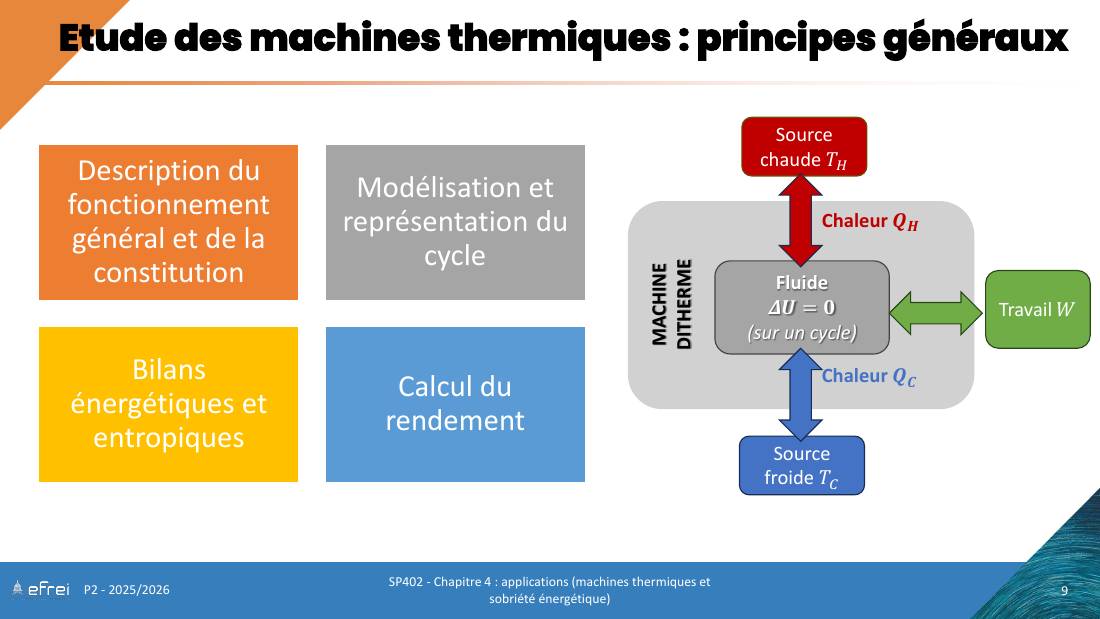 Etude des machines thermiques : principes généraux
Description du
fonctionnement
général et de la
constitution
Modélisation et
représentation du
cycle
Bilans
énergétiques et
entropiques
Calcul du
rendement
Source
chaude T_H
Chaleur Q_H
MACHINE
DITHERME
Fluide
ΔU = 0
(sur un cycle)
Travail W
Chaleur Q_C
Source
froide T_C
efrei
P2 - 2025/2026
SP402 - Chapitre 4 : applications (machines thermiques et
sobriété énergétique)
9